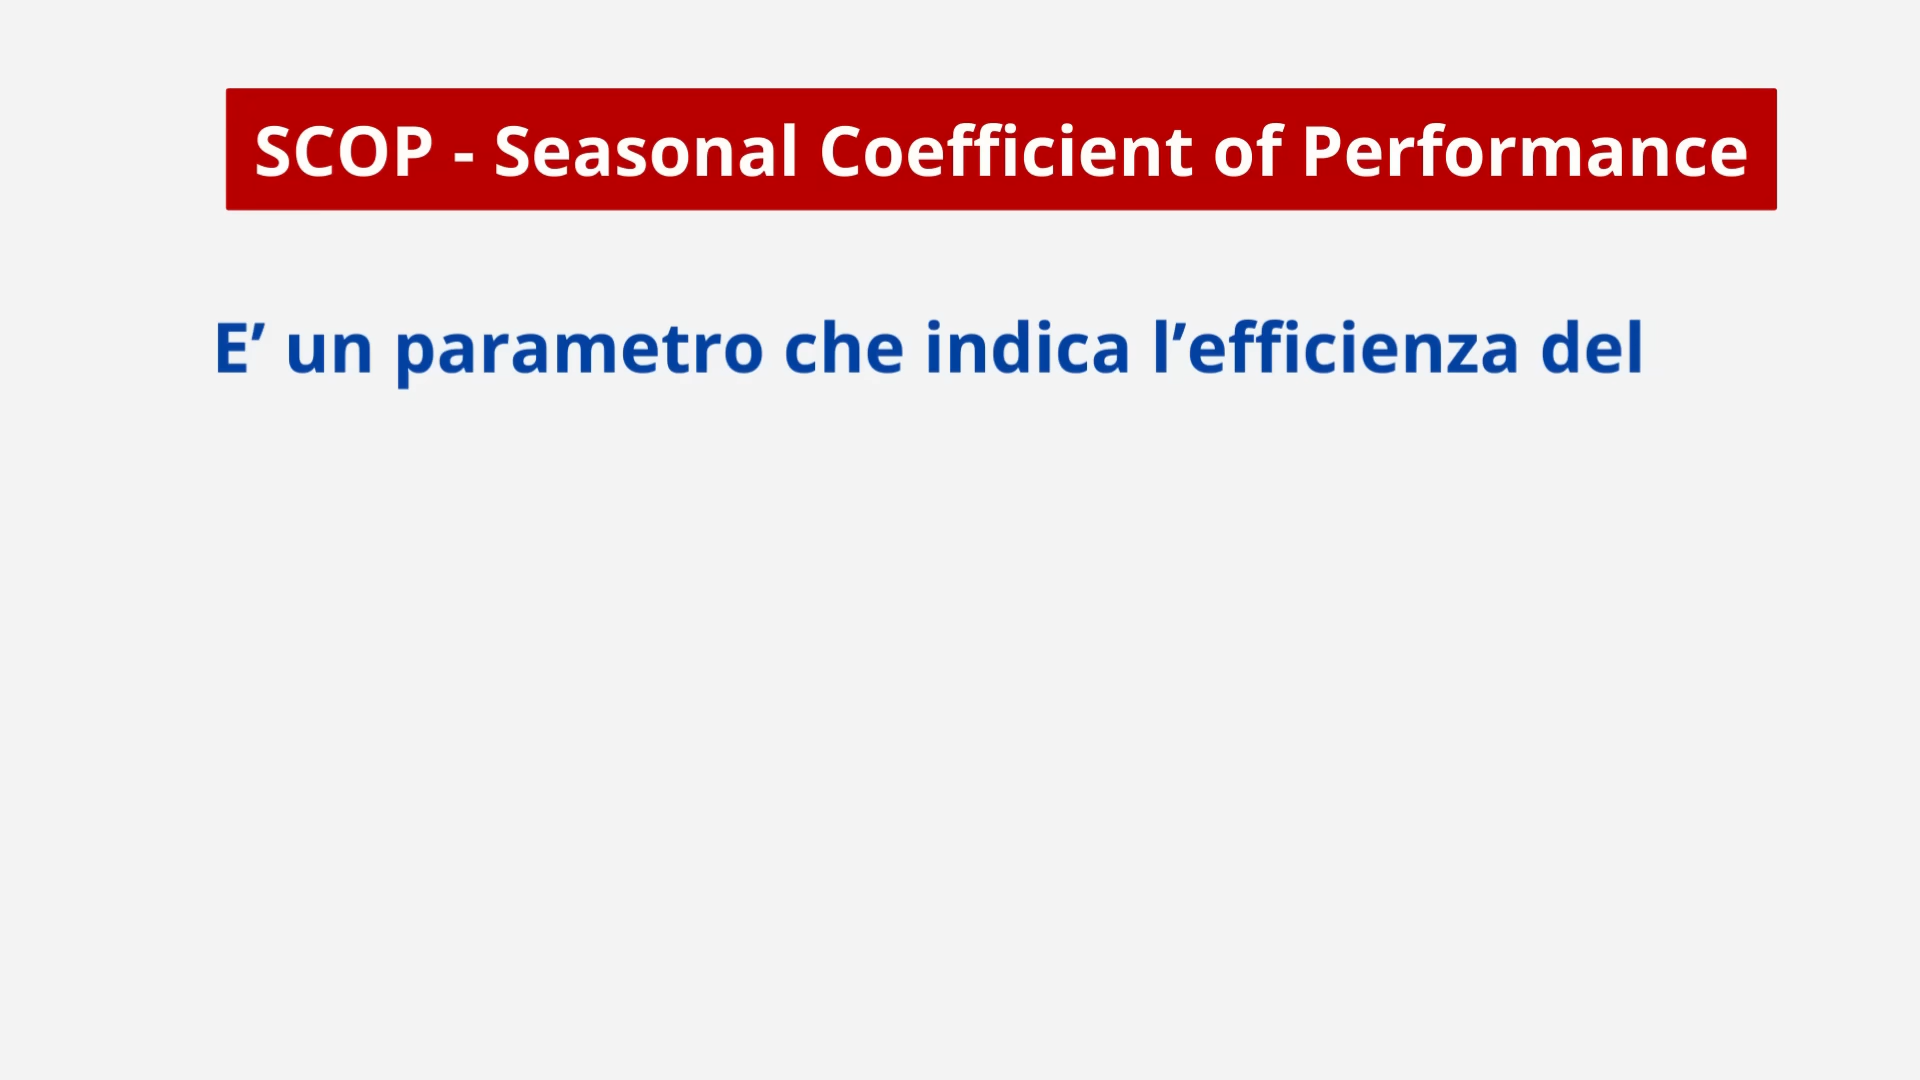 SCOP - Seasonal Coefficient of Performance
E’ un parametro che indica l’efficienza del